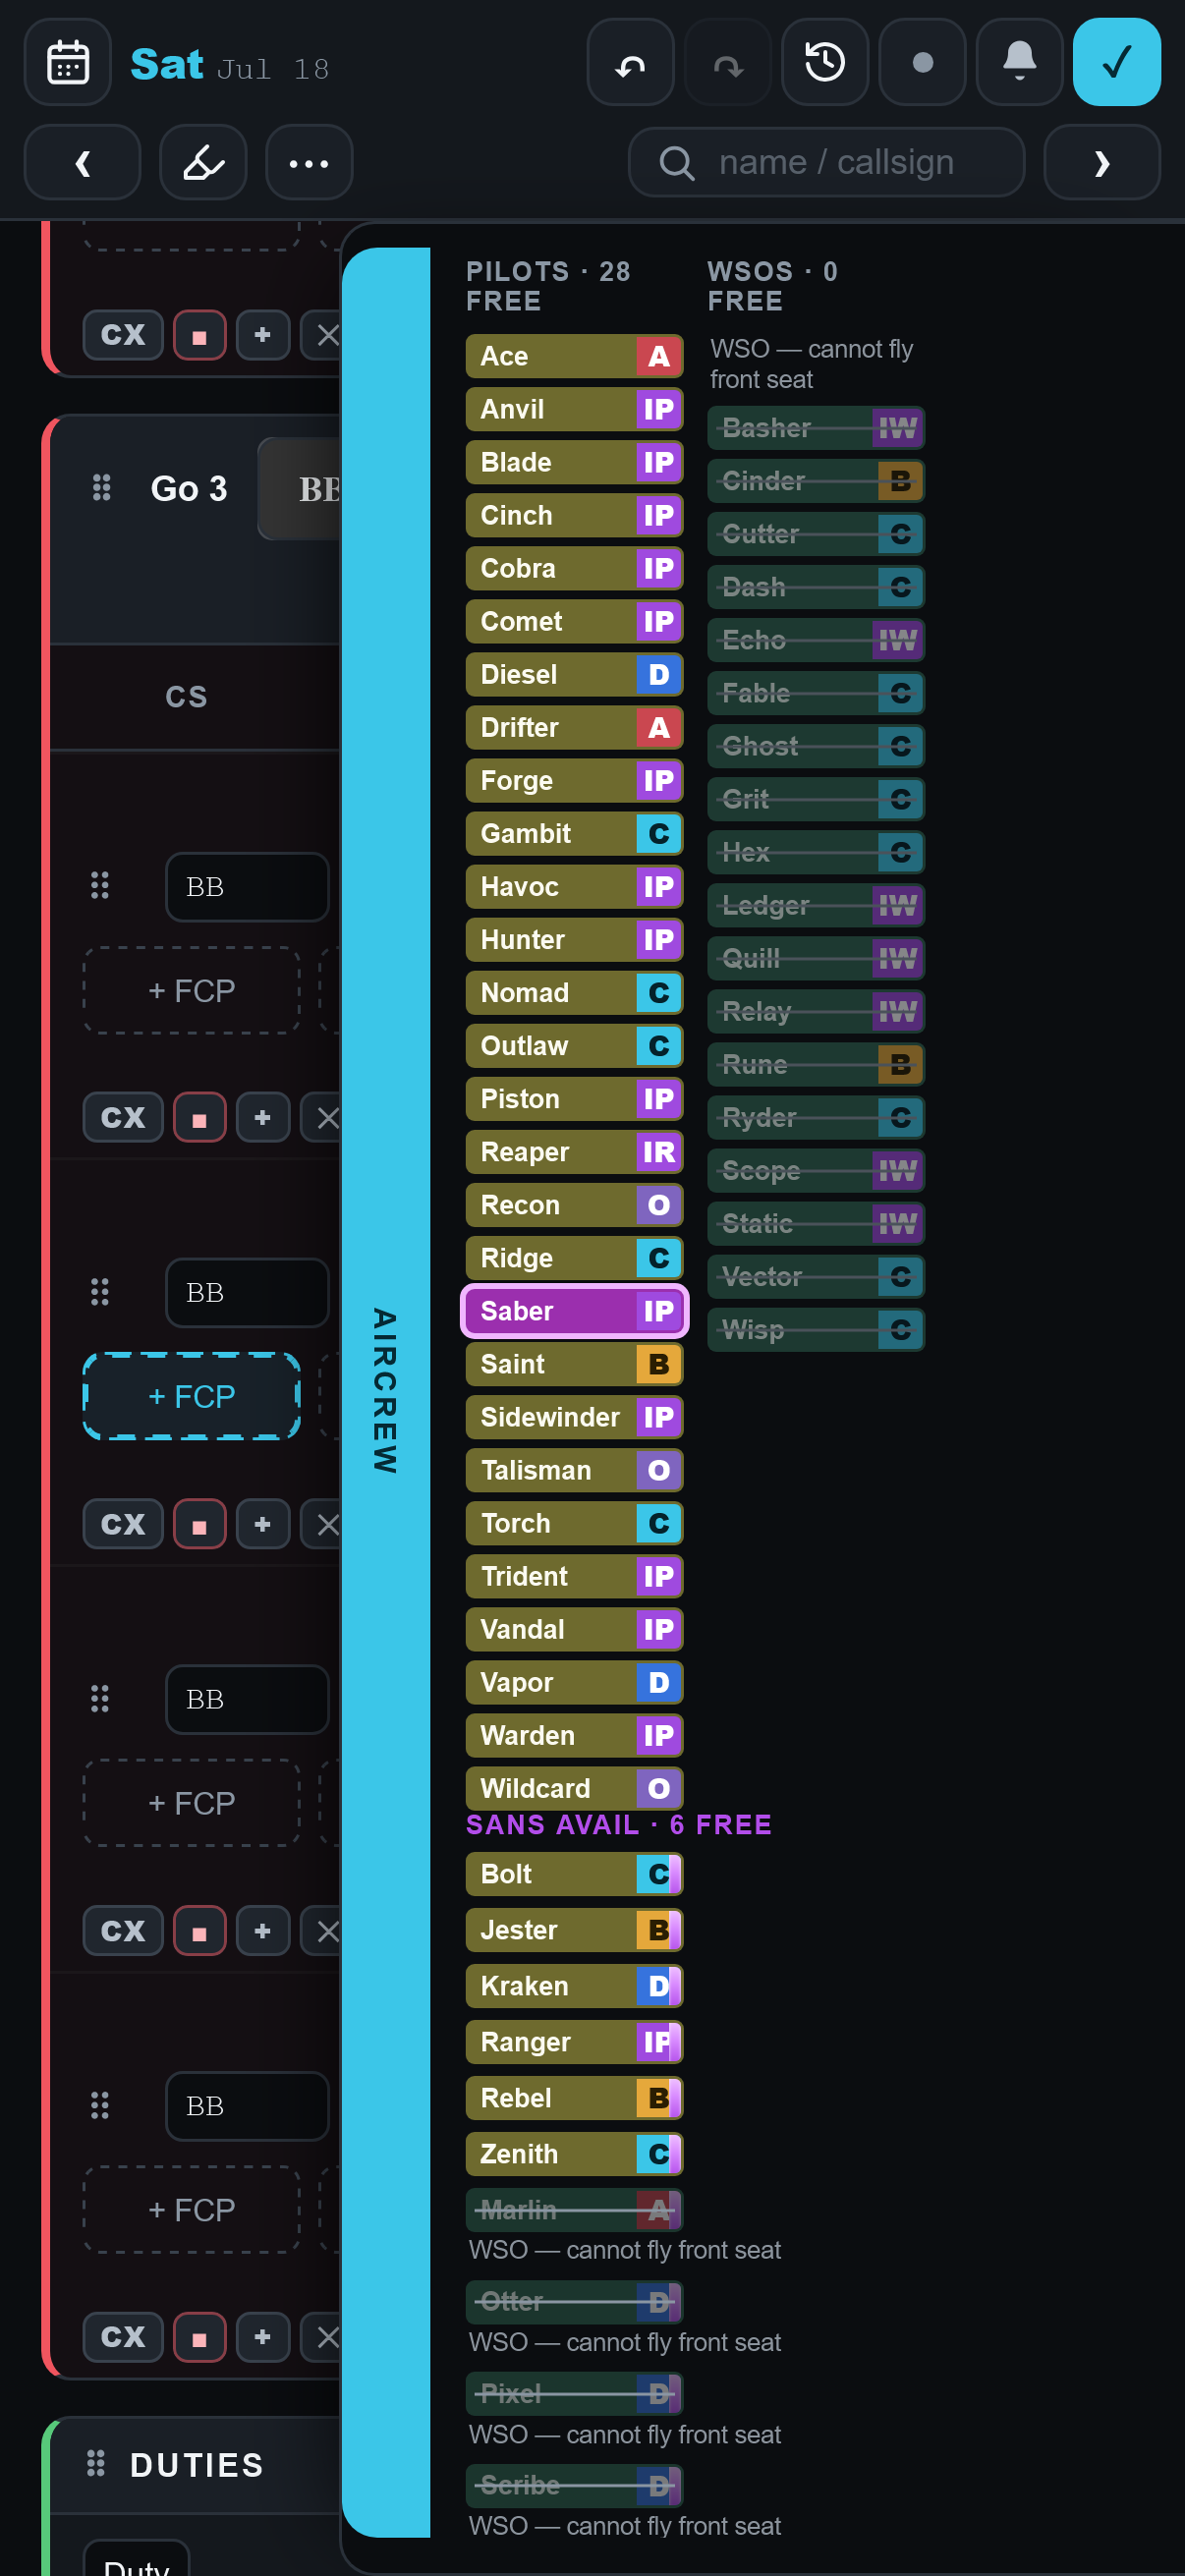 Sat Jul 18
name / callsign
CX
+
Go 3
BB
CS
BB
+ FCP
CX
+
BB
+ FCP
CX
+
BB
+ FCP
CX
+
BB
+ FCP
CX
+
DUTIES
Duty
AIRCREW
PILOTS · 28
FREE
Ace A
Anvil IP
Blade IP
Cinch IP
Cobra IP
Comet IP
Diesel D
Drifter A
Forge IP
Gambit C
Havoc IP
Hunter IP
Nomad C
Outlaw C
Piston IP
Reaper IR
Recon O
Ridge C
Saber IP
Saint B
Sidewinder IP
Talisman O
Torch C
Trident IP
Vandal IP
Vapor D
Warden IP
Wildcard O
WSOS · 0
FREE
WSO — cannot fly
front seat
Basher IW
Cinder B
Cutter C
Dash C
Echo IW
Fable C
Ghost C
Grit C
Hex C
Ledger IW
Quill IW
Relay IW
Rune B
Ryder C
Scope IW
Static IW
Vector C
Wisp C
SANS AVAIL · 6 FREE
Bolt C
Jester B
Kraken D
Ranger IP
Rebel B
Zenith C
Marlin A
WSO — cannot fly front seat
Otter D
WSO — cannot fly front seat
Pixel D
WSO — cannot fly front seat
Scribe D
WSO — cannot fly front seat